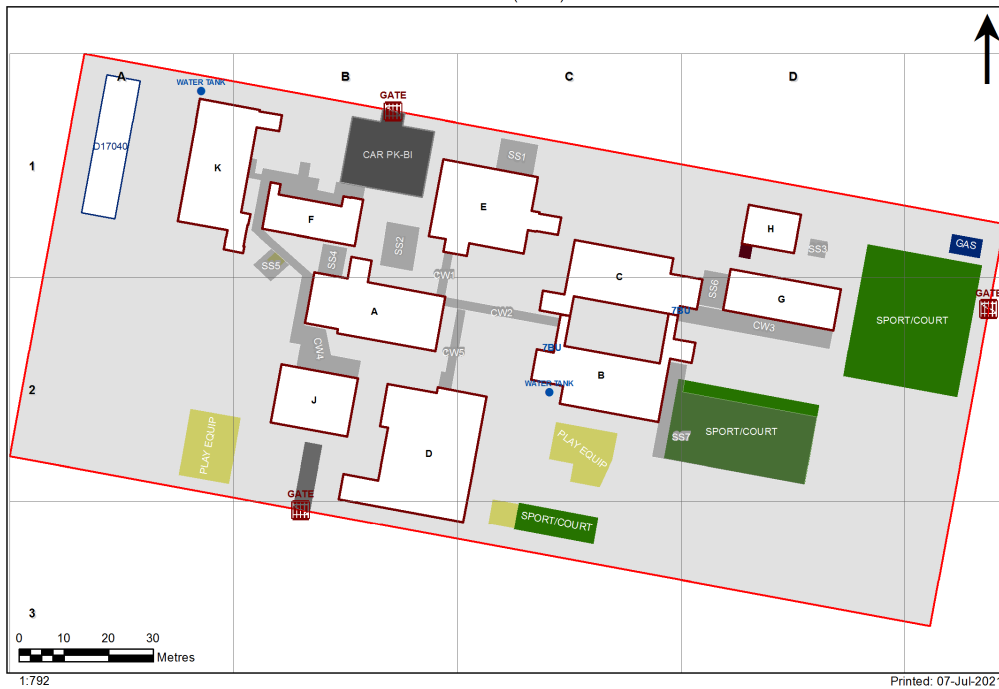 A
B
C
D
WATER TANK
GATE
D17040
CAR PK-BI
SS1
1
K
E
F
H
SS2
SS3
GAS
SS4
SS5
CW1
C
SS6
G
GATE
A
CW2
7BU
CW3
SPORT/COURT
CW4
CW5
7BU
B
WATER TANK
2
J
PLAY EQUIP
D
PLAY EQUIP
SS7
SPORT/COURT
GATE
SPORT/COURT
3
0 10 20 30
Metres
1:792
Printed: 07-Jul-2021